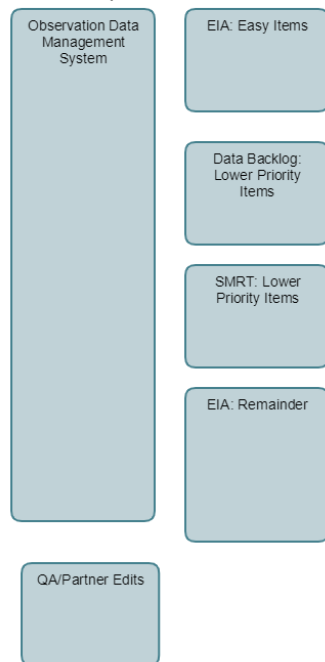 Observation Data
Management
System
EIA: Easy Items
Data Backlog:
Lower Priority
Items
SMRT: Lower
Priority Items
EIA: Remainder
QA/Partner Edits